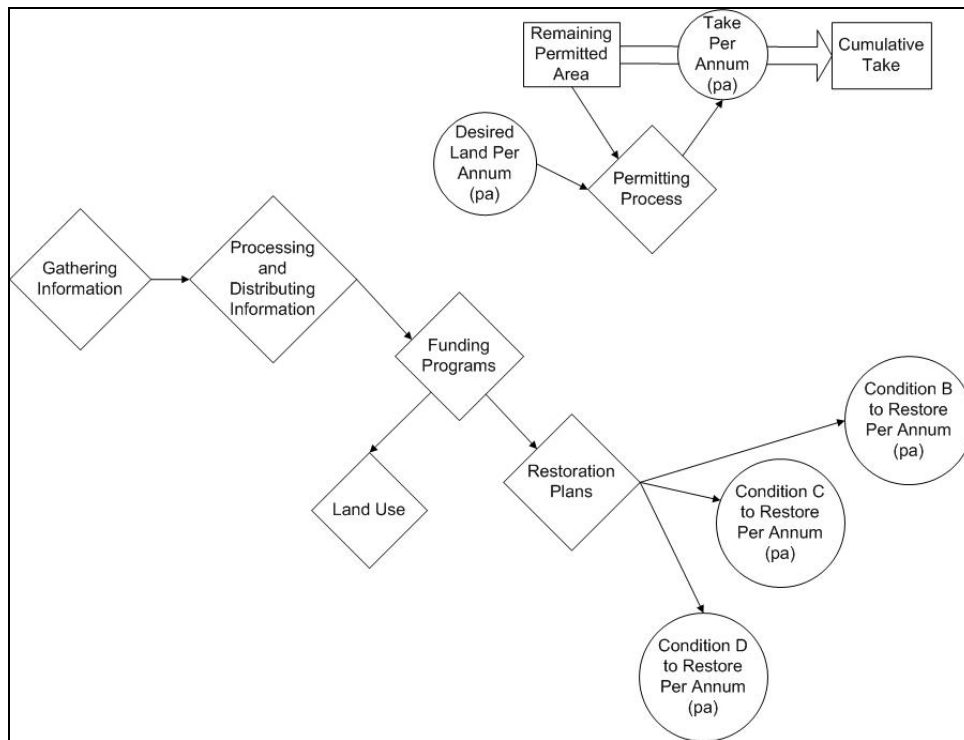 Remaining
Permitted
Area
Take
Per
Annum
(pa)
Cumulative
Take
Desired
Land Per
Annum
(pa)
Permitting
Process
Gathering
Information
Processing
and
Distributing
Information
Funding
Programs
Land Use
Restoration
Plans
Condition B
to Restore
Per Annum
(pa)
Condition C
to Restore
Per Annum
(pa)
Condition D
to Restore
Per Annum
(pa)